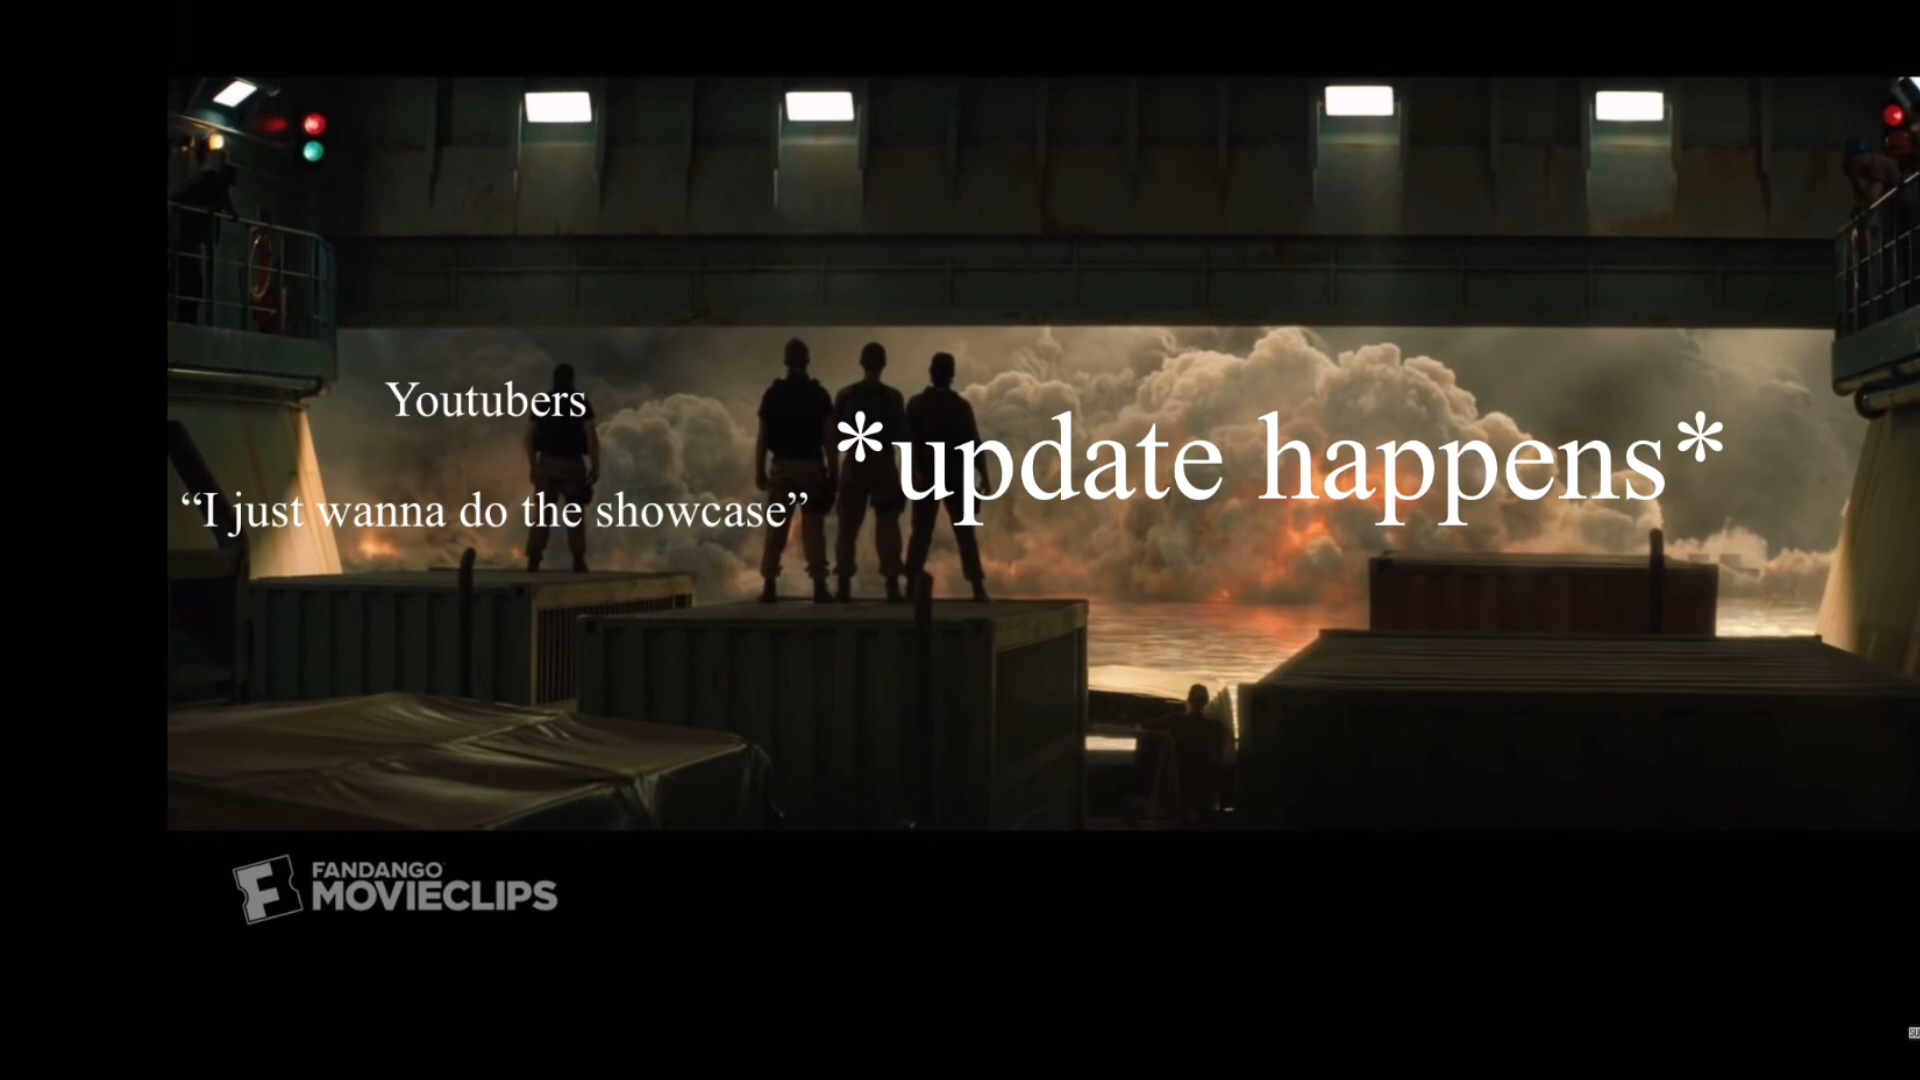 Youtubers
“I just wanna do the showcase”
*update happens*
FANDANGO
MOVIECLIPS